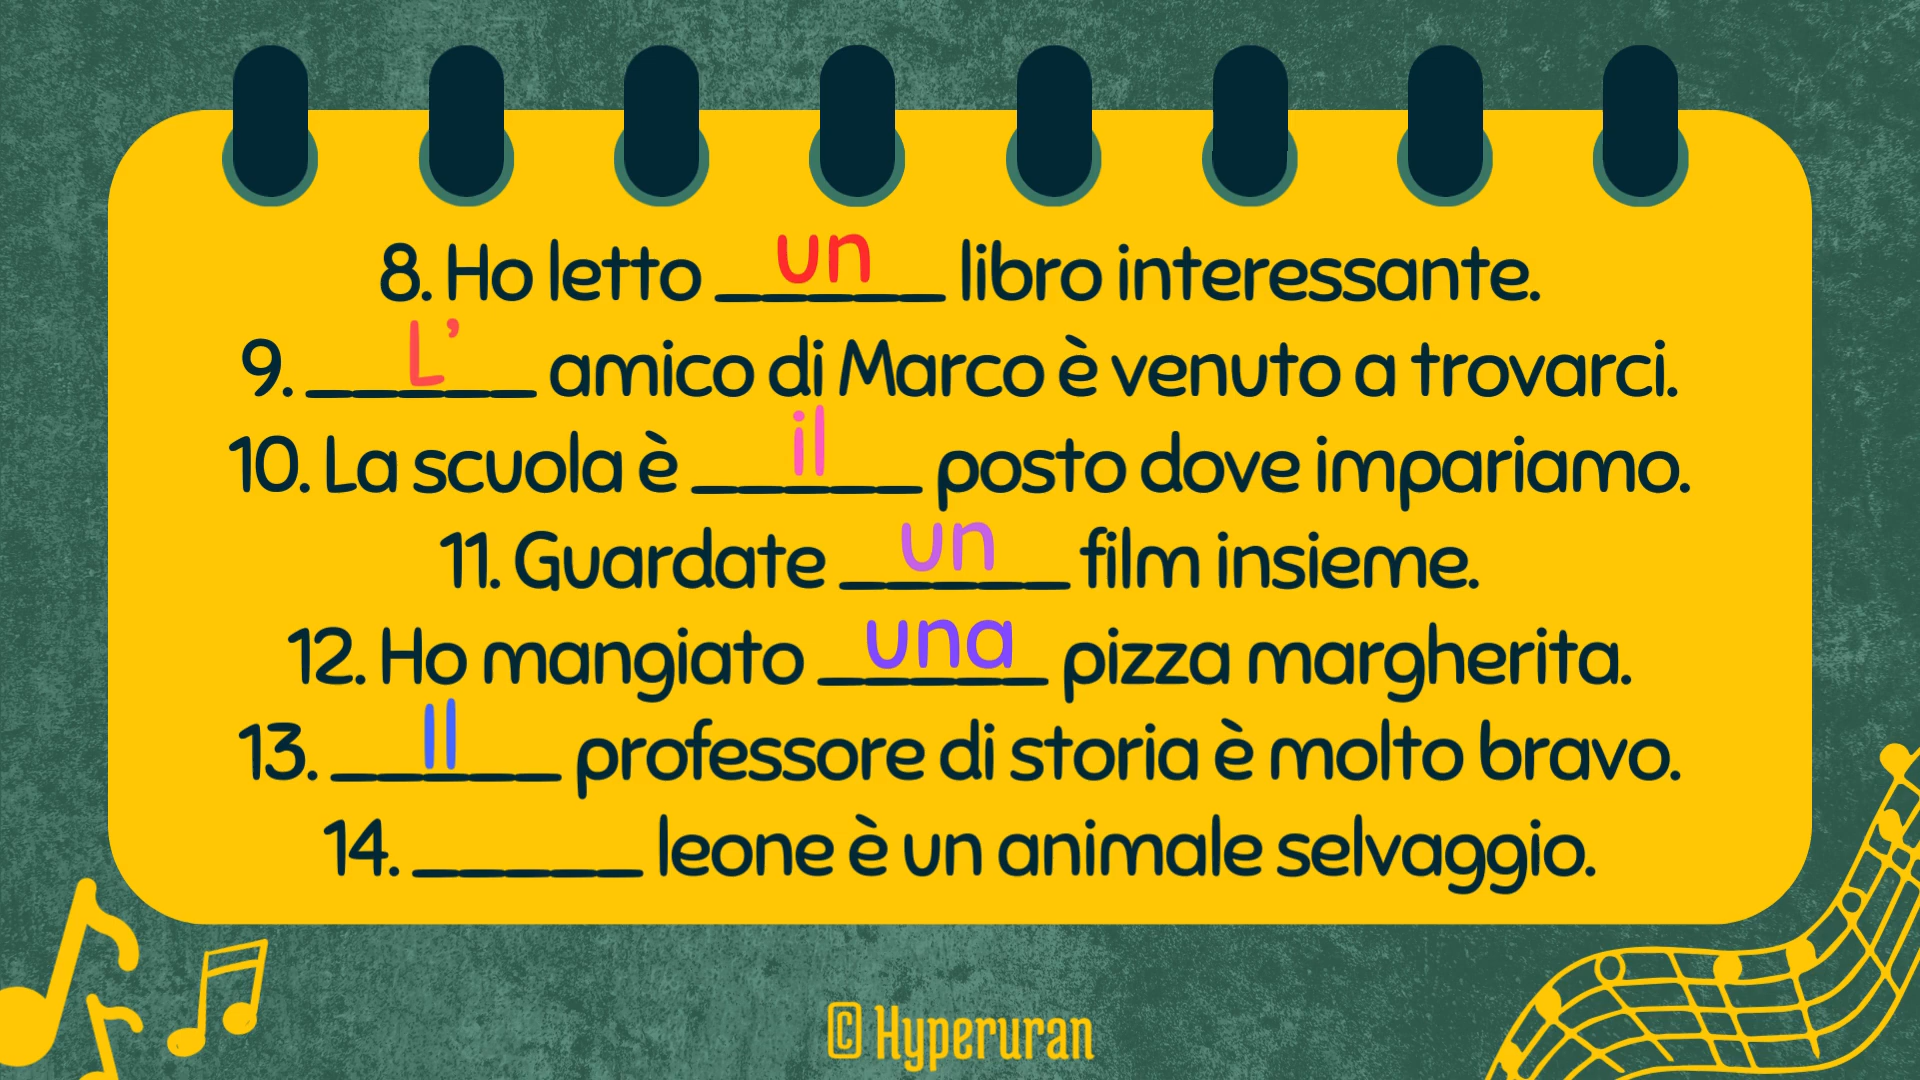 8. Ho letto un libro interessante.
9. L' amico di Marco è venuto a trovarci.
10. La scuola è il posto dove impariamo.
11. Guardate un film insieme.
12. Ho mangiato una pizza margherita.
13. Il professore di storia è molto bravo.
14. _____ leone è un animale selvaggio.
© Hyperuran